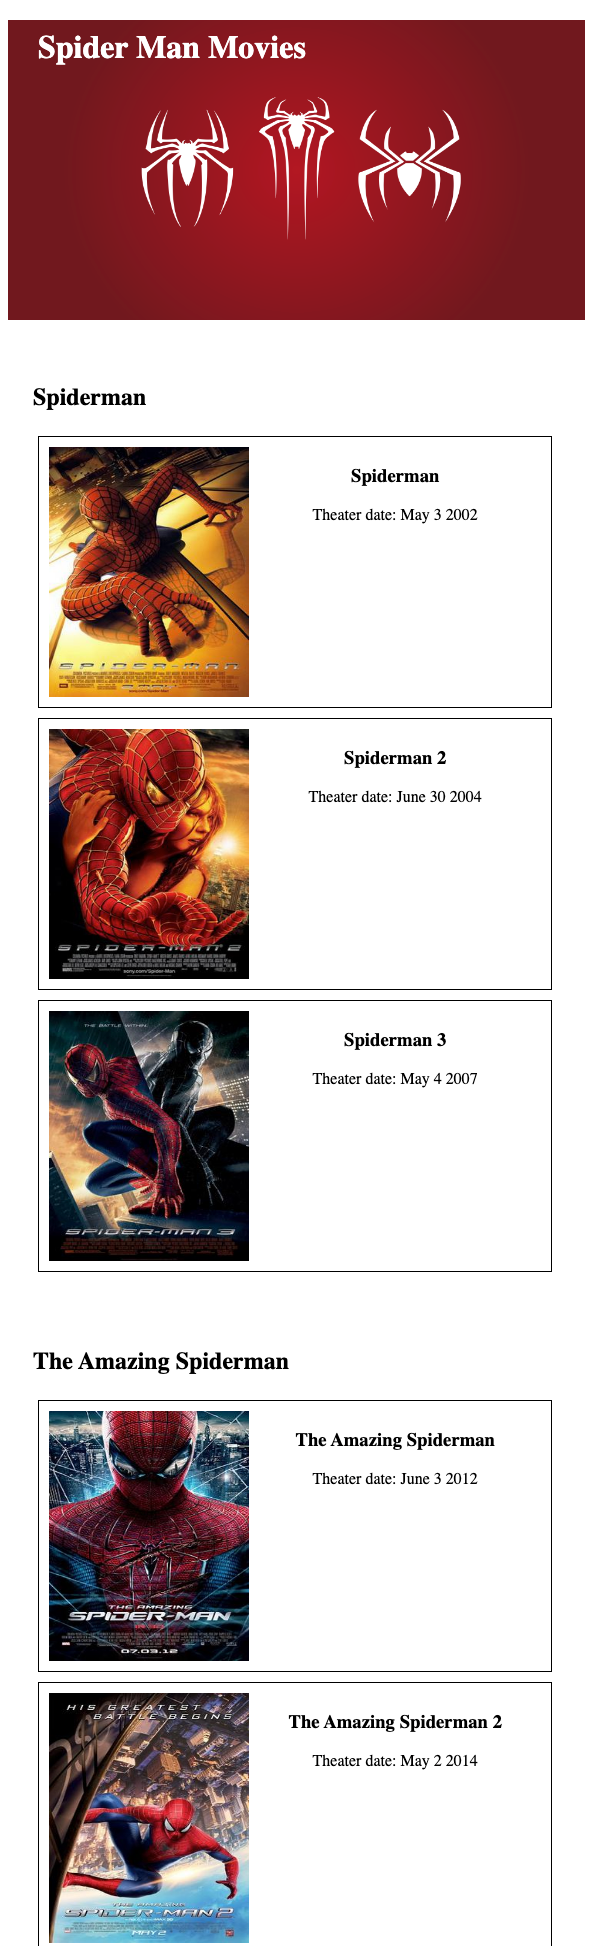 Spider Man Movies
Spiderman
Spiderman
Theater date: May 3 2002
SPIDER-MAN
sony.com/Spider-Man
Spiderman 2
Theater date: June 30 2004
SPIDER-MAN 2
sony.com/Spider-Man
Spiderman 3
Theater date: May 4 2007
THE BATTLE WITHIN
SPIDER-MAN 3
The Amazing Spiderman
The Amazing Spiderman
Theater date: June 3 2012
THE AMAZING
SPIDER-MAN
07.03.12
The Amazing Spiderman 2
Theater date: May 2 2014
HIS GREATEST
BATTLE BEGINS
THE AMAZING
SPIDER-MAN 2
MAY 2